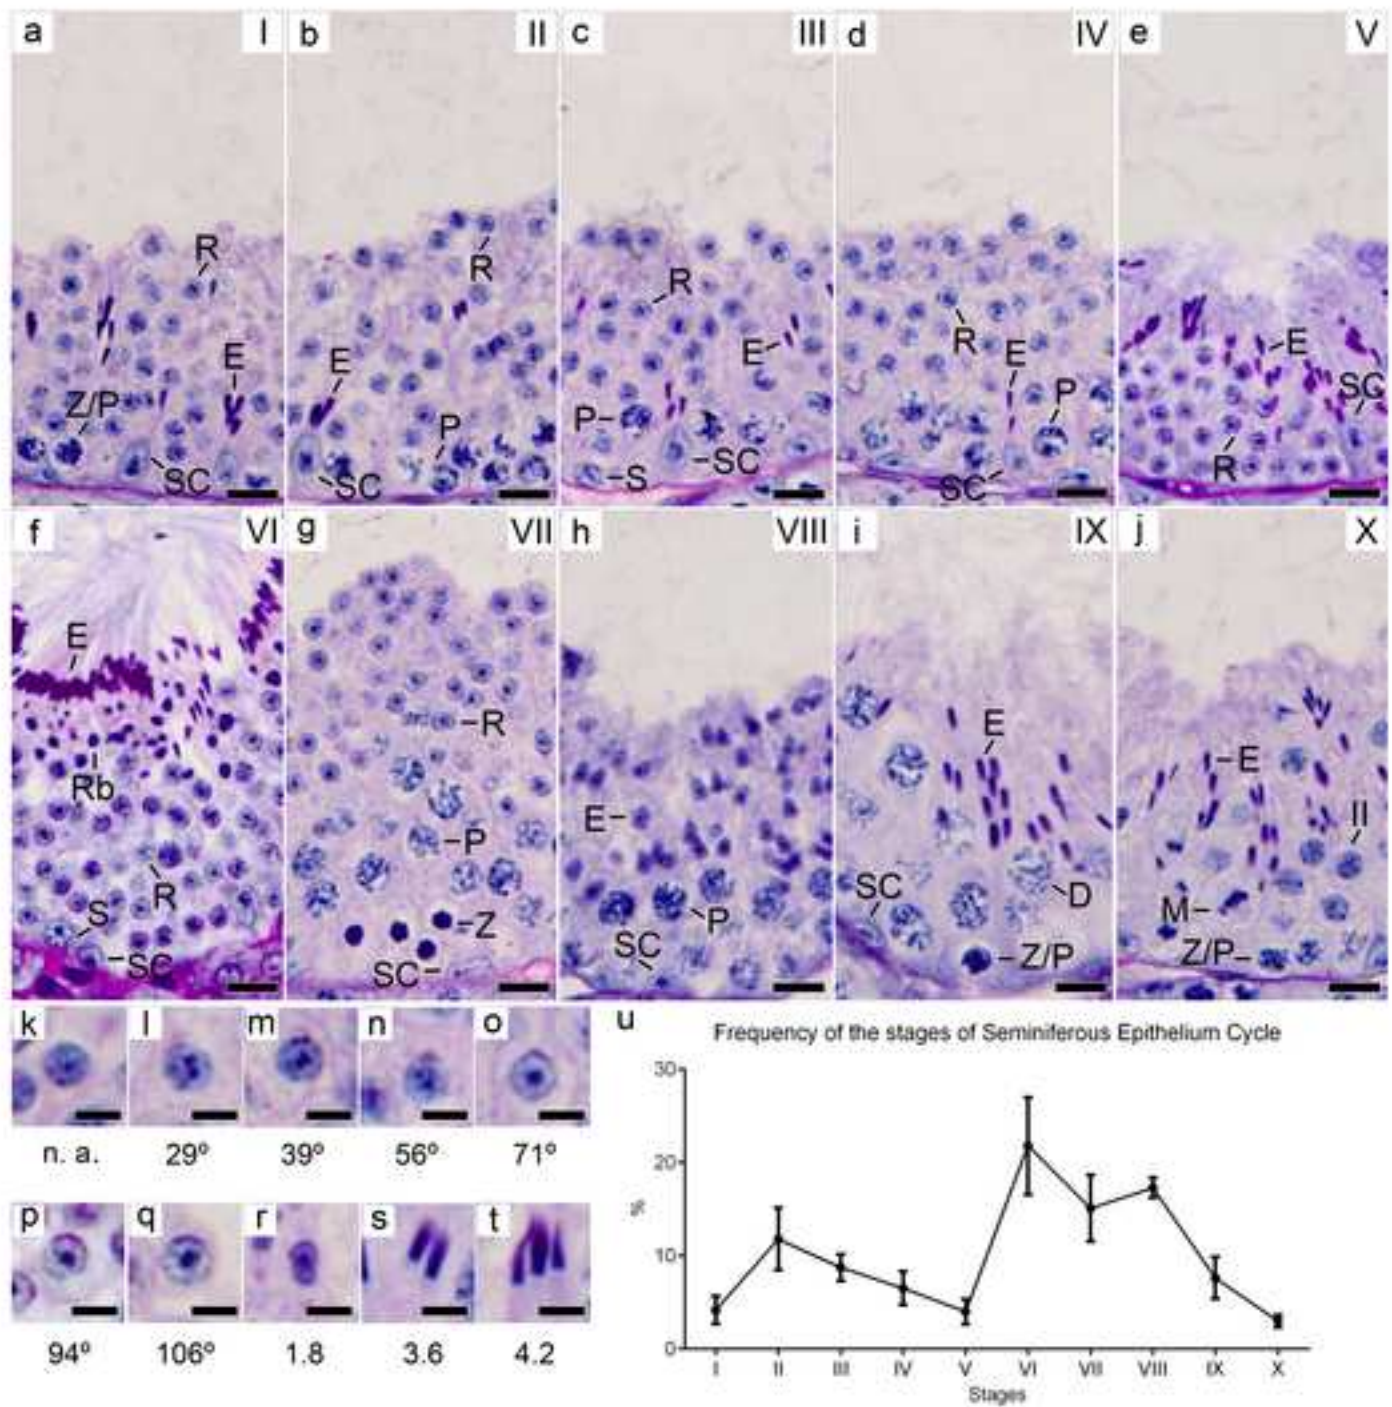 a I b II c III d IV e V
R
R
R
E
E
R
E
E
E
SC
Z/P
P
P
P
R
SC
SC
S
SC
SC
f VI g VII h VIII i IX j X
E
R
E
E
E
II
Rb
P
R
P
SC
D
M
S
Z
SC
SC
SC
Z/P
Z/P
k l m n o
n. a. 29º 39º 56º 71º
p q r s t
94º 106º 1.8 3.6 4.2
u
Frequency of the stages of Seminiferous Epithelium Cycle
30
20
%
10
0
I II III IV V VI VII VIII IX X
Stages